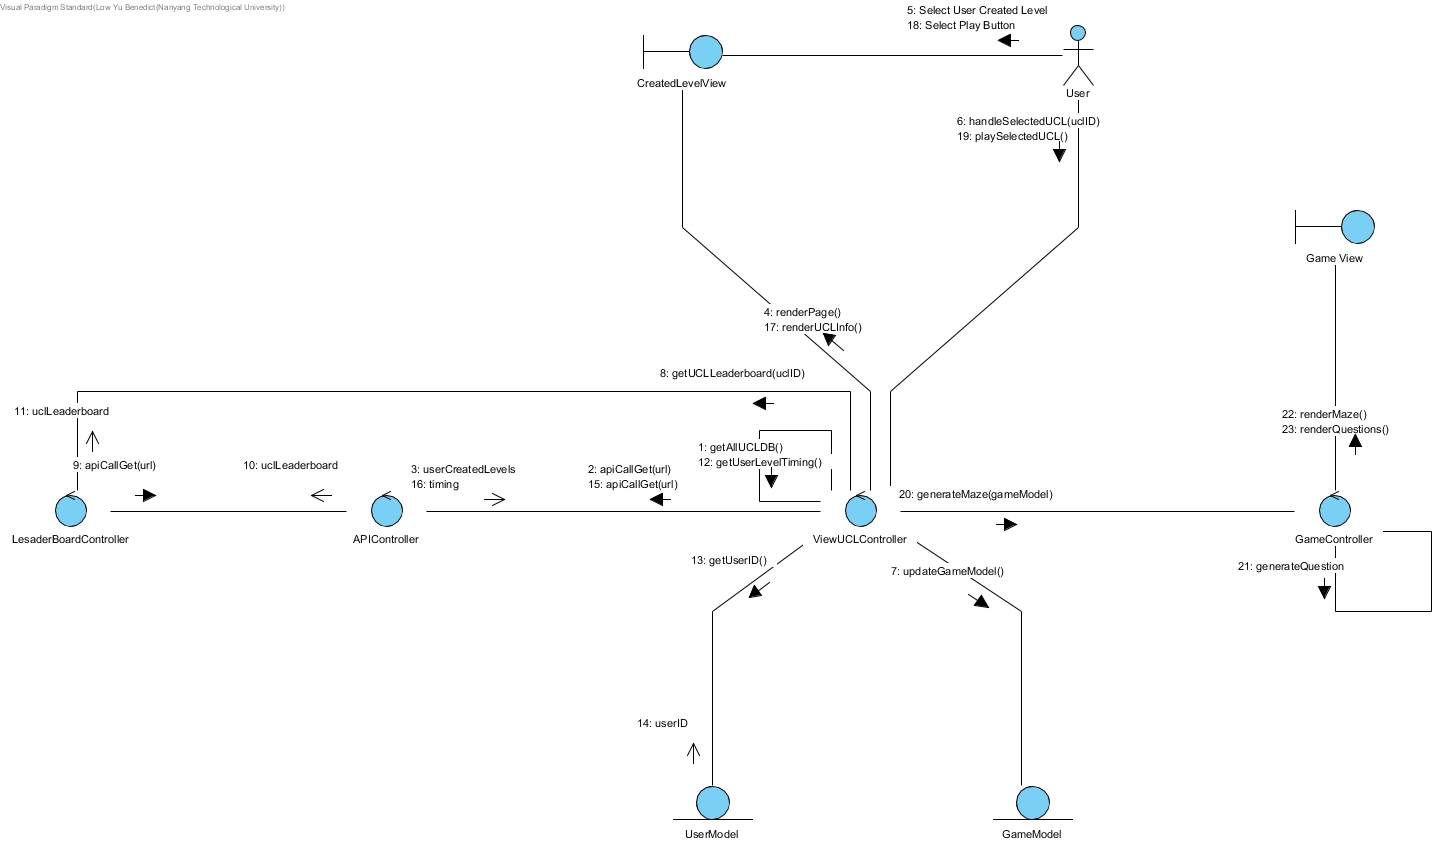 Visual Paradigm Standard(Low Yu Benedict(Nanyang Technological University))
5: Select User Created Level
18: Select Play Button
CreatedLevelView
User
6: handleSelectedUCL(uclID)
19: playSelectedUCL()
Game View
4: renderPage()
17: renderUCLInfo()
8: getUCLLeaderboard(uclID)
11: uclLeaderboard
22: renderMaze()
23: renderQuestions()
1: getAllUCLDB()
12: getUserLevelTiming()
9: apiCallGet(url)
10: uclLeaderboard
3: userCreatedLevels
16: timing
2: apiCallGet(url)
15: apiCallGet(url)
20: generateMaze(gameModel)
LesaderBoardController
APIController
ViewUCLController
GameController
13: getUserID()
7: updateGameModel()
21: generateQuestion
14: userID
UserModel
GameModel